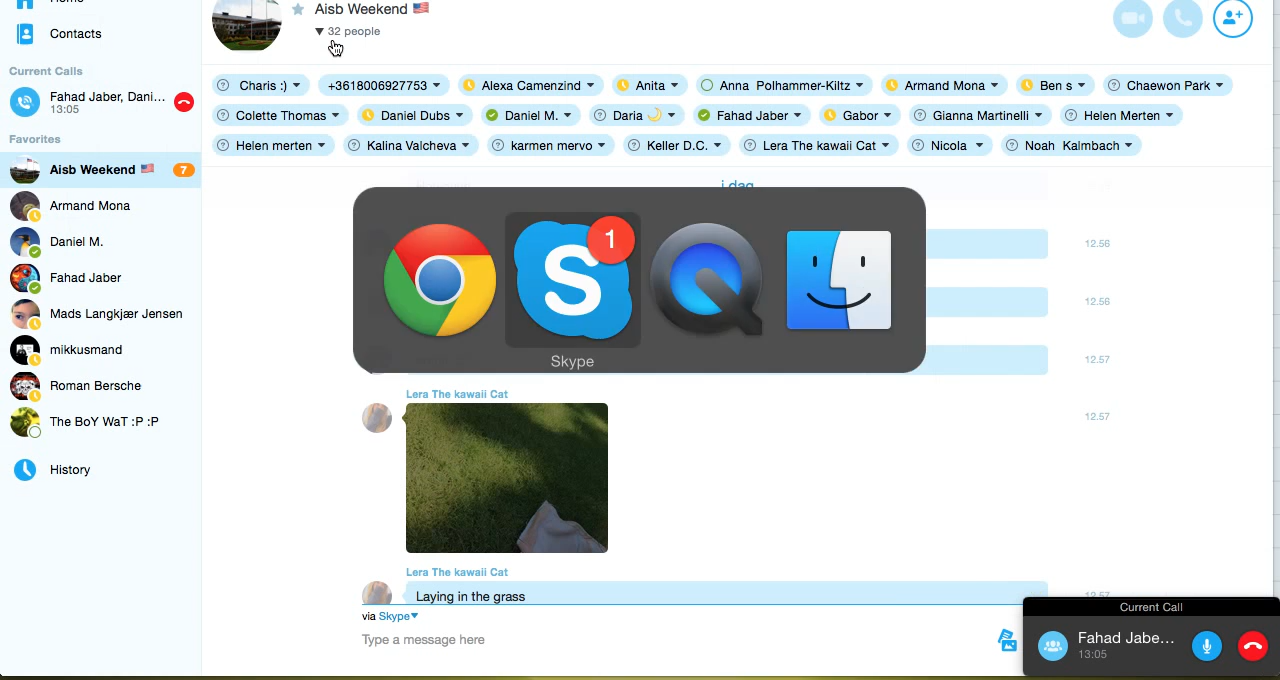 Home
Aisb Weekend
32 people
Contacts
Current Calls
Fahad Jaber, Dani...
13:05
Favorites
Aisb Weekend
7
Armand Mona
Daniel M.
Fahad Jaber
Mads Langkjær Jensen
mikkusmand
Roman Bersche
The BoY WaT :P :P
History
Charis :) +3618006927753 Alexa Camenzind Anita Anna Polhammer-Kiltz Armand Mona Ben s Chaewon Park
Colette Thomas Daniel Dubs Daniel M. Daria Fahad Jaber Gabor Gianna Martinelli Helen Merten
Helen merten Kalina Valcheva karmen mervo Keller D.C. Lera The kawaii Cat Nicola Noah Kalmbach
i dag
12.56
12.56
12.57
1
S
Skype
Lera The kawaii Cat
12.57
Lera The kawaii Cat
Laying in the grass
12.57
via Skype
Type a message here
Current Call
Fahad Jabe...
13:05